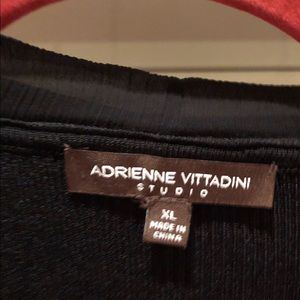 ADRIENNE VITTADINI
STUDIO
XL
MADE IN
CHINA